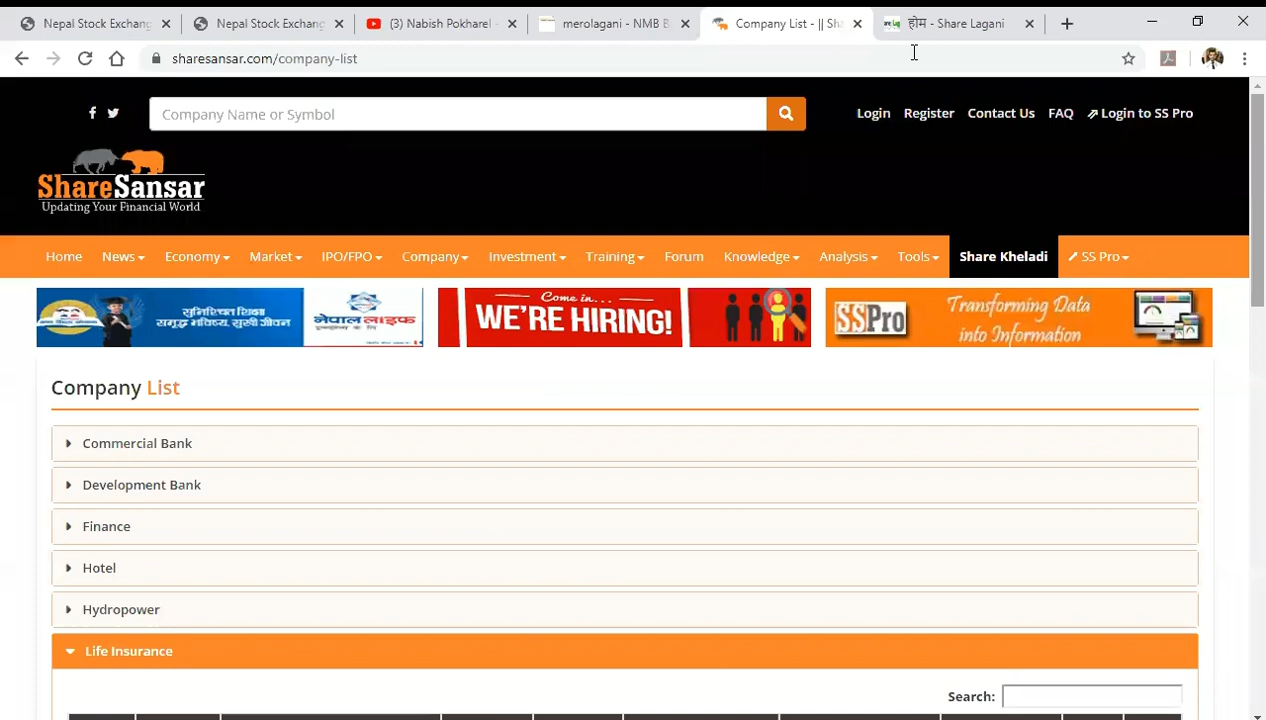 Nepal Stock Exchang
Nepal Stock Exchang
(3) Nabish Pokharel -
merolagani - NMB B
Company List - || Sha
होम - Share Lagani
sharesansar.com/company-list
Company Name or Symbol
Login
Register
Contact Us
FAQ
Login to SS Pro
ShareSansar
Updating Your Financial World
Home
News
Economy
Market
IPO/FPO
Company
Investment
Training
Forum
Knowledge
Analysis
Tools
Share Kheladi
SS Pro
सुनिश्चित शिक्षा
समृद्ध भविष्य, सुखी जीवन
नेपाल लाइफ
Come in...
WE'RE HIRING!
SSPro
Transforming Data
into Information
Company List
Commercial Bank
Development Bank
Finance
Hotel
Hydropower
Life Insurance
Search: